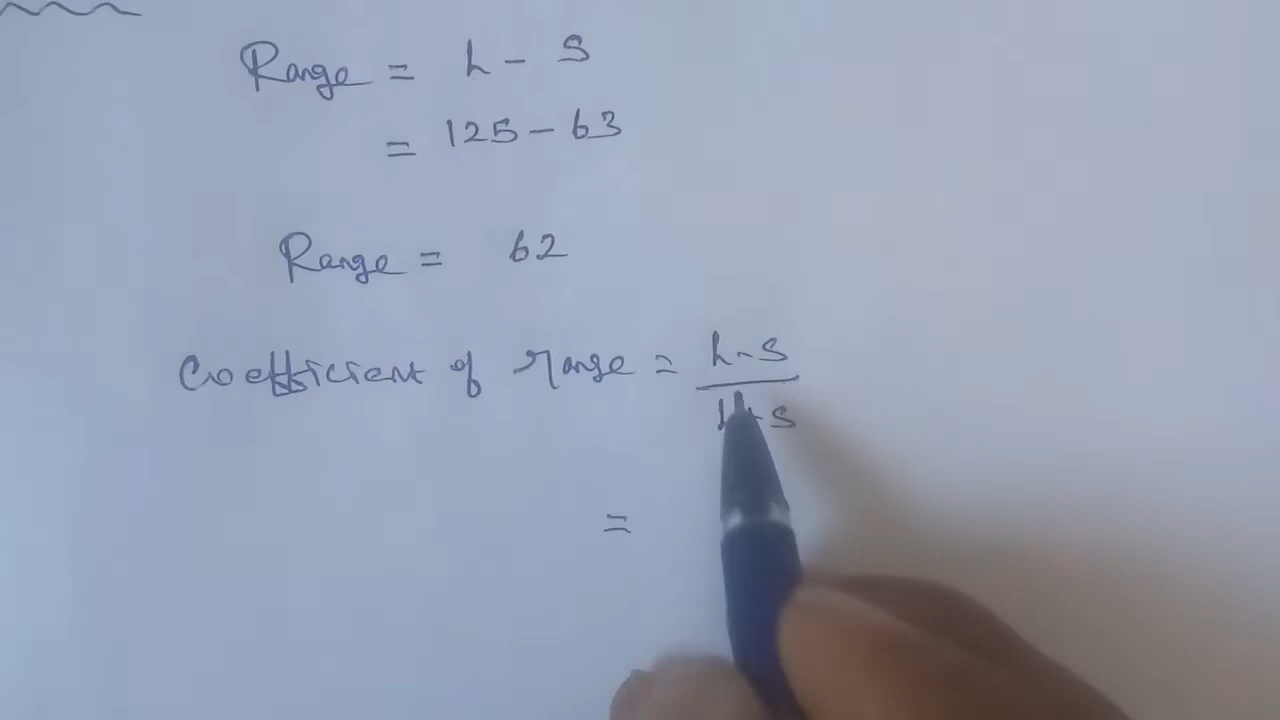 Range = L - S
= 125 - 63
Range = 62
Coefficient of range = L-S
L+S
=